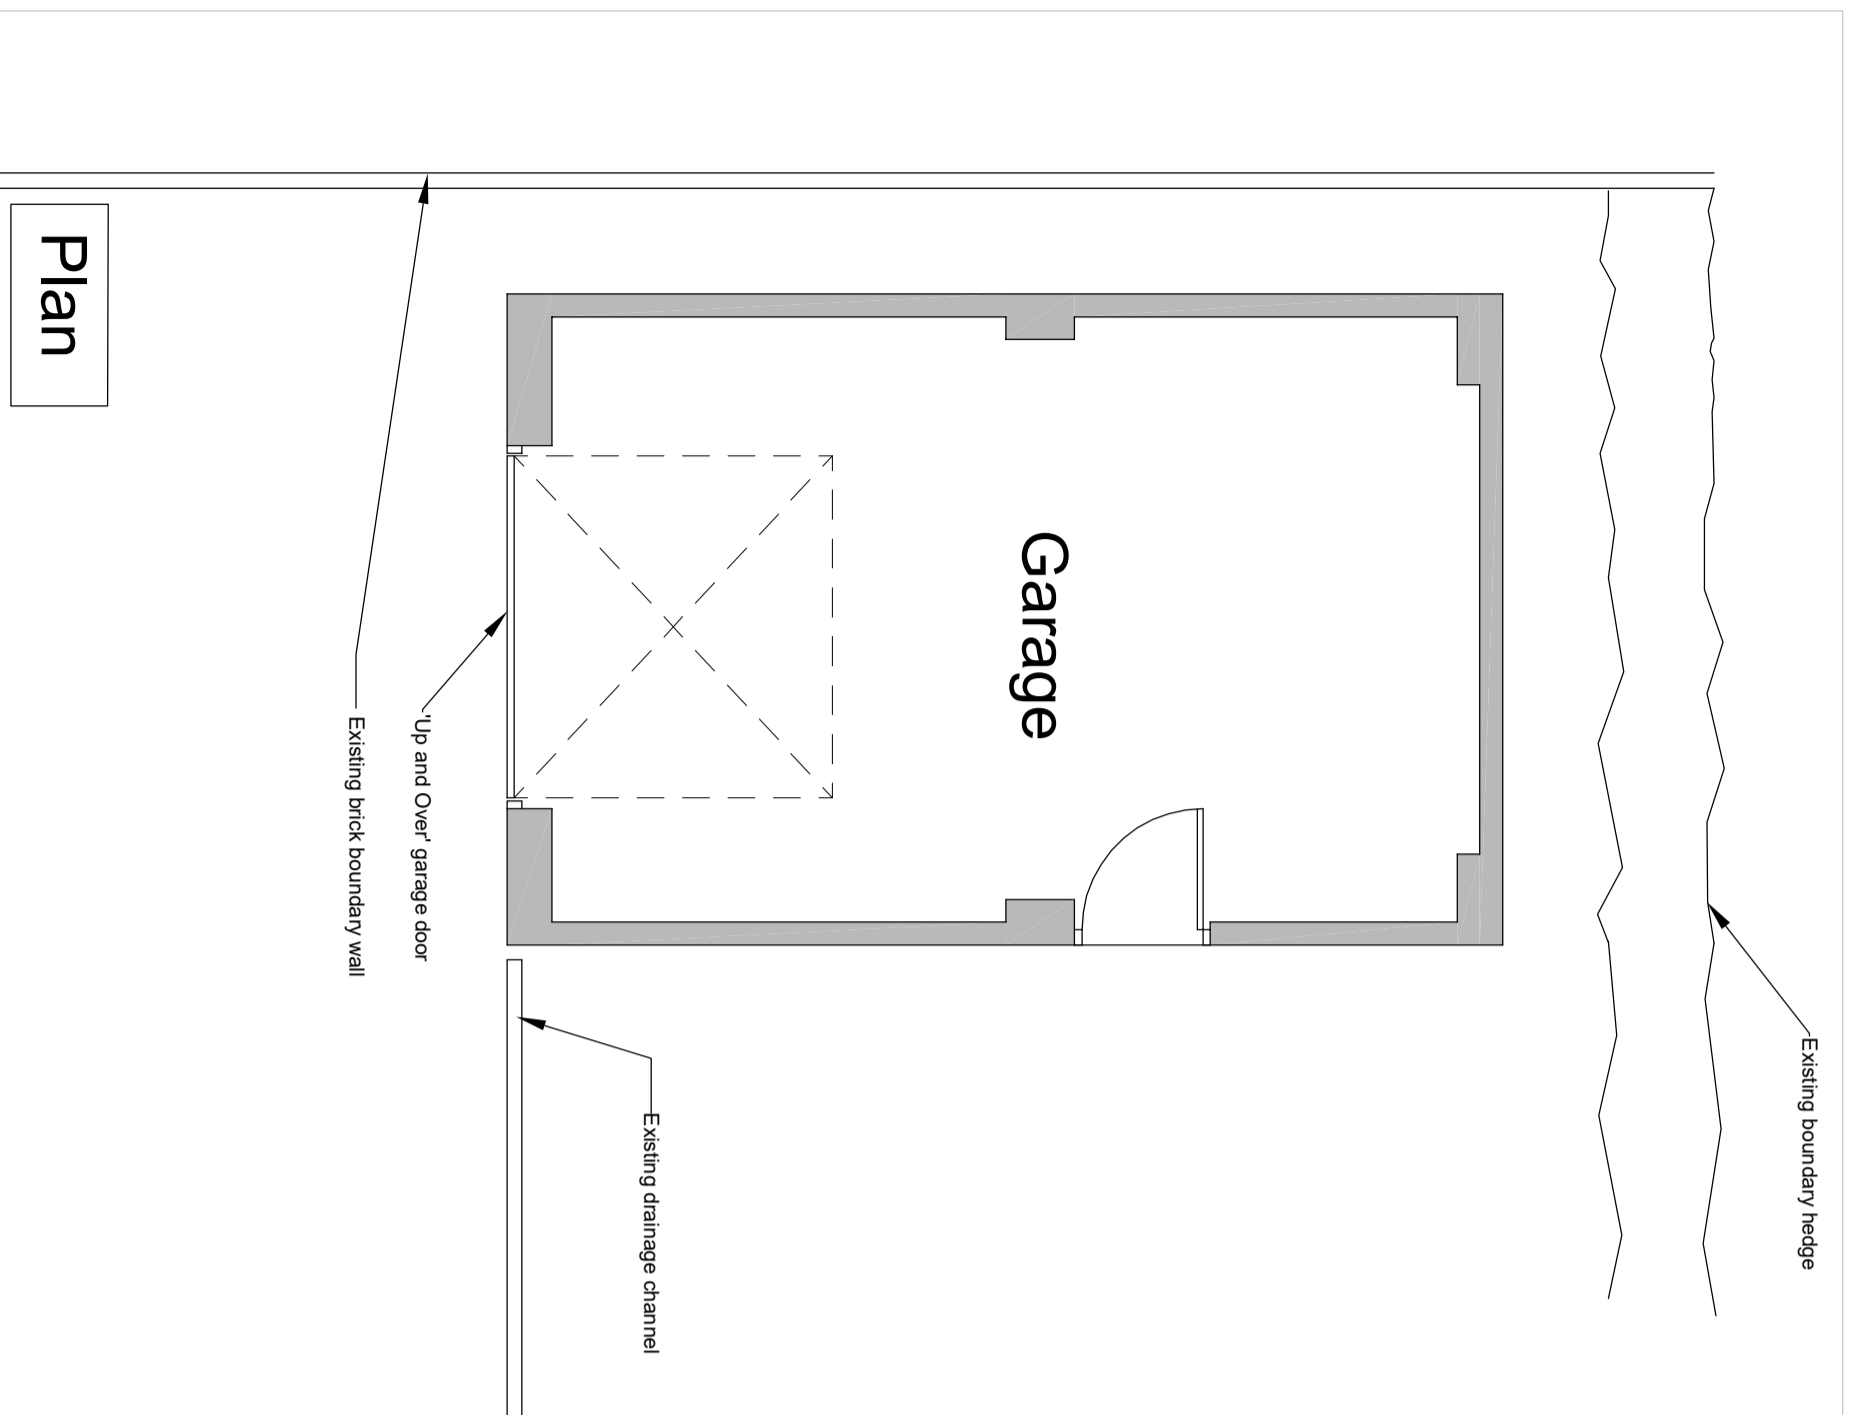 Existing boundary hedge
Garage
Existing drainage channel
'Up and Over' garage door
Existing brick boundary wall
Plan